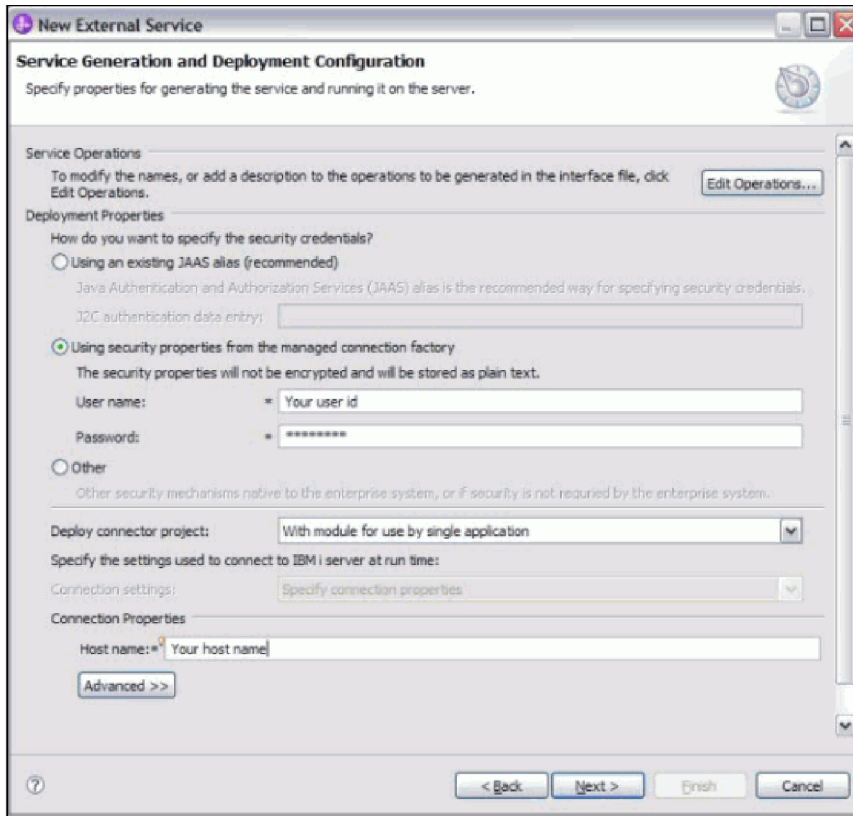 New External Service
Service Generation and Deployment Configuration
Specify properties for generating the service and running it on the server.
Service Operations
To modify the names, or add a description to the operations to be generated in the interface file, click
Edit Operations.
Edit Operations...
Deployment Properties
How do you want to specify the security credentials?
Using an existing JAAS alias (recommended)
Java Authentication and Authorization Services (JAAS) alias is the recommended way for specifying security credentials.
J2C authentication data entry:
Using security properties from the managed connection factory
The security properties will not be encrypted and will be stored as plain text.
User name: * Your user id
Password: * ********
Other
Other security mechanisms native to the enterprise system, or if security is not requried by the enterprise system.
Deploy connector project: With module for use by single application
Specify the settings used to connect to IBM i server at run time:
Connection settings: Specify connection properties
Connection Properties
Host name:* Your host name
Advanced >>
? < Back Next > Finish Cancel